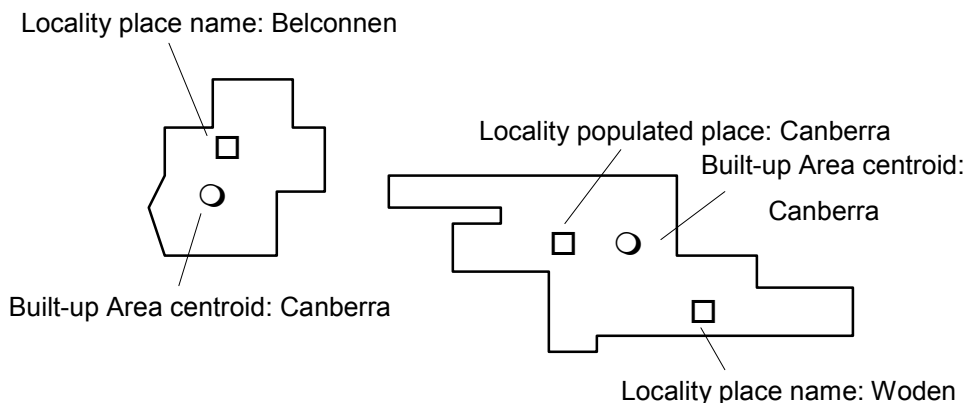 Locality place name: Belconnen
Locality populated place: Canberra
Built-up Area centroid:
Canberra
Built-up Area centroid: Canberra
Locality place name: Woden